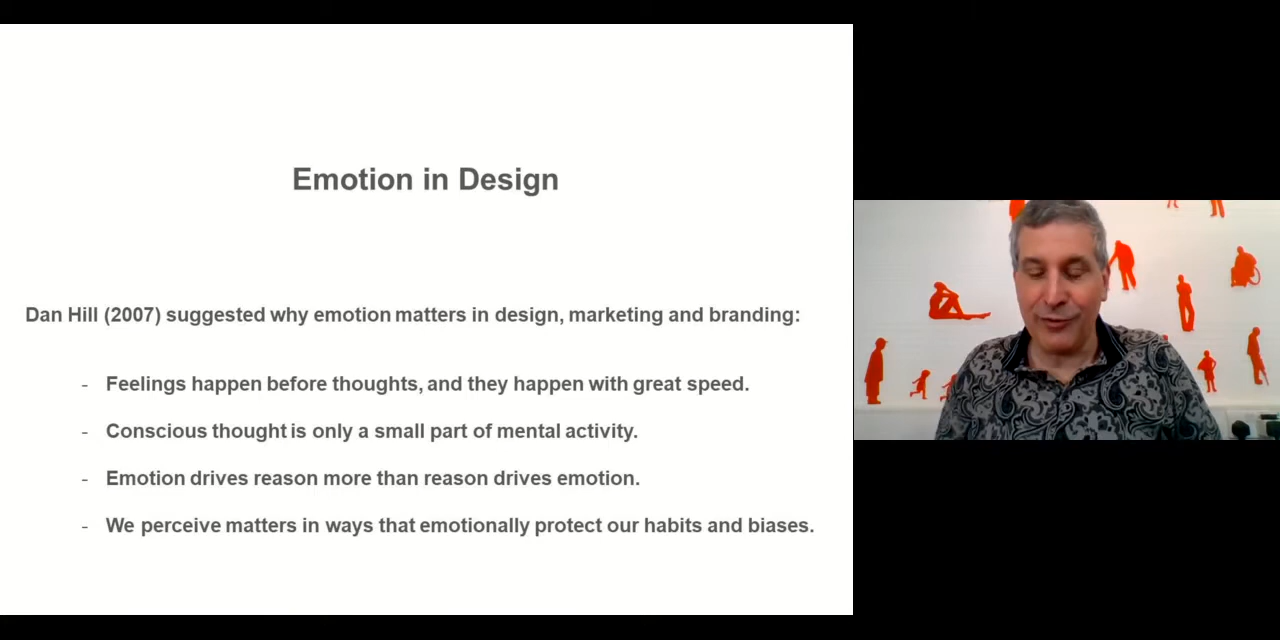 Emotion in Design
Dan Hill (2007) suggested why emotion matters in design, marketing and branding:
- Feelings happen before thoughts, and they happen with great speed.
- Conscious thought is only a small part of mental activity.
- Emotion drives reason more than reason drives emotion.
- We perceive matters in ways that emotionally protect our habits and biases.